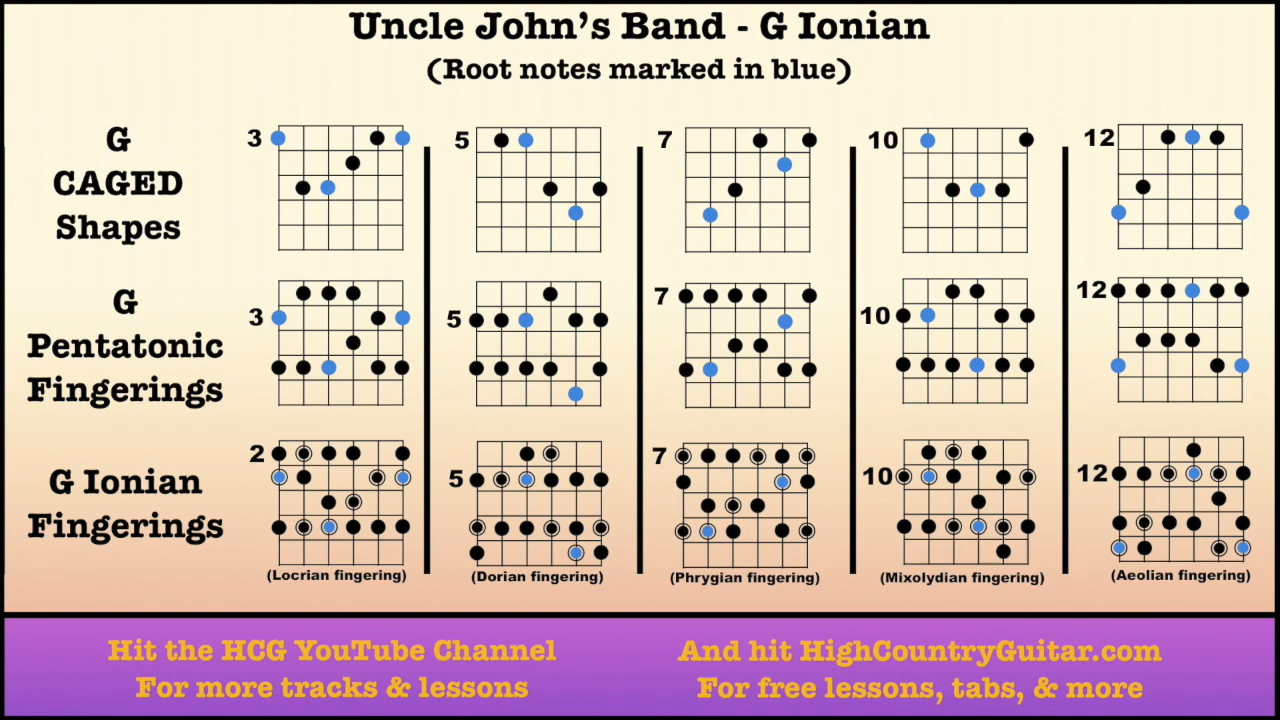 Uncle John's Band - G Ionian
(Root notes marked in blue)
G
CAGED
Shapes
3
5
7
10
12
G
Pentatonic
Fingerings
3
5
7
10
12
G Ionian
Fingerings
2
5
7
10
12
(Locrian fingering)
(Dorian fingering)
(Phrygian fingering)
(Mixolydian fingering)
(Aeolian fingering)
Hit the HCG YouTube Channel
For more tracks & lessons
And hit HighCountryGuitar.com
For free lessons, tabs, & more